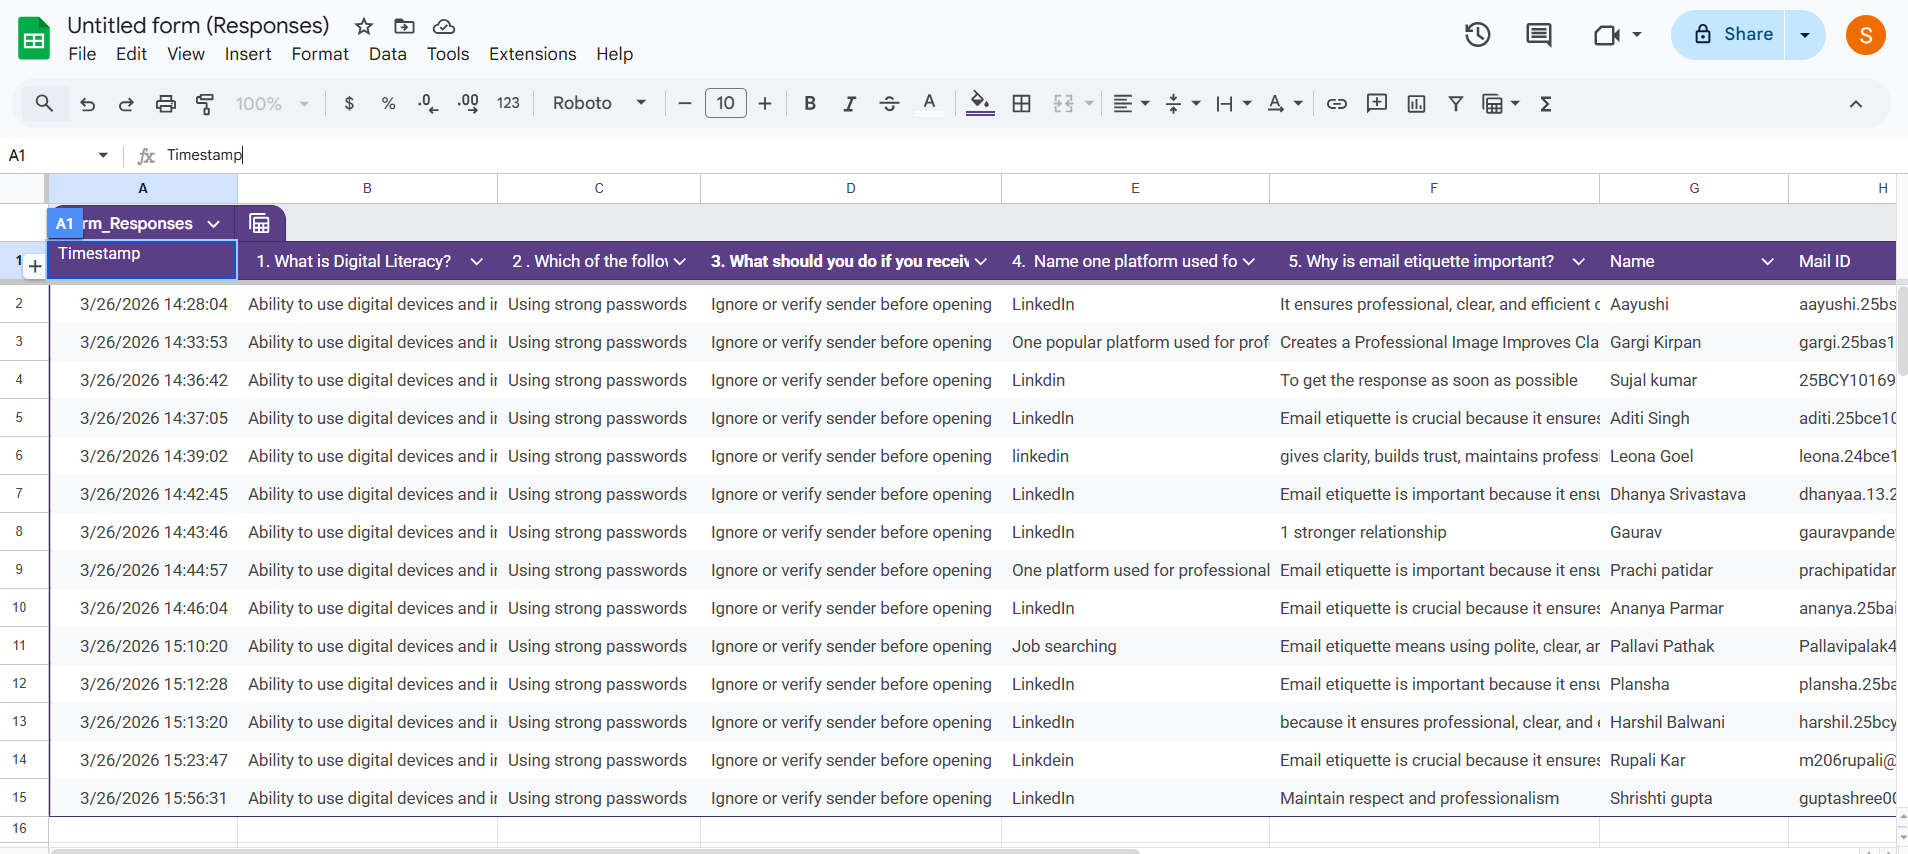 Untitled form (Responses)
File Edit View Insert Format Data Tools Extensions Help
Share
S
100% $ % .0 .00 123 Roboto 10 B I A Σ
A1 fx Timestamp
A B C D E F G H
A1 rm_Responses
1 Timestamp 1. What is Digital Literacy? 2 . Which of the follov 3. What should you do if you receiv 4. Name one platform used fo 5. Why is email etiquette important? Name Mail ID
2 3/26/2026 14:28:04 Ability to use digital devices and ir Using strong passwords Ignore or verify sender before opening LinkedIn It ensures professional, clear, and efficient c Aayushi aayushi.25bs
3 3/26/2026 14:33:53 Ability to use digital devices and ir Using strong passwords Ignore or verify sender before opening One popular platform used for prof Creates a Professional Image Improves Cla Gargi Kirpan gargi.25bas1
4 3/26/2026 14:36:42 Ability to use digital devices and ir Using strong passwords Ignore or verify sender before opening Linkdin To get the response as soon as possible Sujal kumar 25BCY10169
5 3/26/2026 14:37:05 Ability to use digital devices and ir Using strong passwords Ignore or verify sender before opening LinkedIn Email etiquette is crucial because it ensures Aditi Singh aditi.25bce10
6 3/26/2026 14:39:02 Ability to use digital devices and ir Using strong passwords Ignore or verify sender before opening linkedin gives clarity, builds trust, maintains professi Leona Goel leona.24bce1
7 3/26/2026 14:42:45 Ability to use digital devices and ir Using strong passwords Ignore or verify sender before opening LinkedIn Email etiquette is important because it ensu Dhanya Srivastava dhanyaa.13.2
8 3/26/2026 14:43:46 Ability to use digital devices and ir Using strong passwords Ignore or verify sender before opening LinkedIn 1 stronger relationship Gaurav gauravpande
9 3/26/2026 14:44:57 Ability to use digital devices and ir Using strong passwords Ignore or verify sender before opening One platform used for professional Email etiquette is important because it ensu Prachi patidar prachipatidar
10 3/26/2026 14:46:04 Ability to use digital devices and ir Using strong passwords Ignore or verify sender before opening LinkedIn Email etiquette is crucial because it ensures Ananya Parmar ananya.25bai
11 3/26/2026 15:10:20 Ability to use digital devices and ir Using strong passwords Ignore or verify sender before opening Job searching Email etiquette means using polite, clear, ar Pallavi Pathak Pallavipalak4
12 3/26/2026 15:12:28 Ability to use digital devices and ir Using strong passwords Ignore or verify sender before opening LinkedIn Email etiquette is important because it ensu Plansha plansha.25ba
13 3/26/2026 15:13:20 Ability to use digital devices and ir Using strong passwords Ignore or verify sender before opening LinkedIn because it ensures professional, clear, and e Harshil Balwani harshil.25bcy
14 3/26/2026 15:23:47 Ability to use digital devices and ir Using strong passwords Ignore or verify sender before opening Linkdein Email etiquette is crucial because it ensures Rupali Kar m206rupali@
15 3/26/2026 15:56:31 Ability to use digital devices and ir Using strong passwords Ignore or verify sender before opening LinkedIn Maintain respect and professionalism Shrishti gupta guptashree00
16